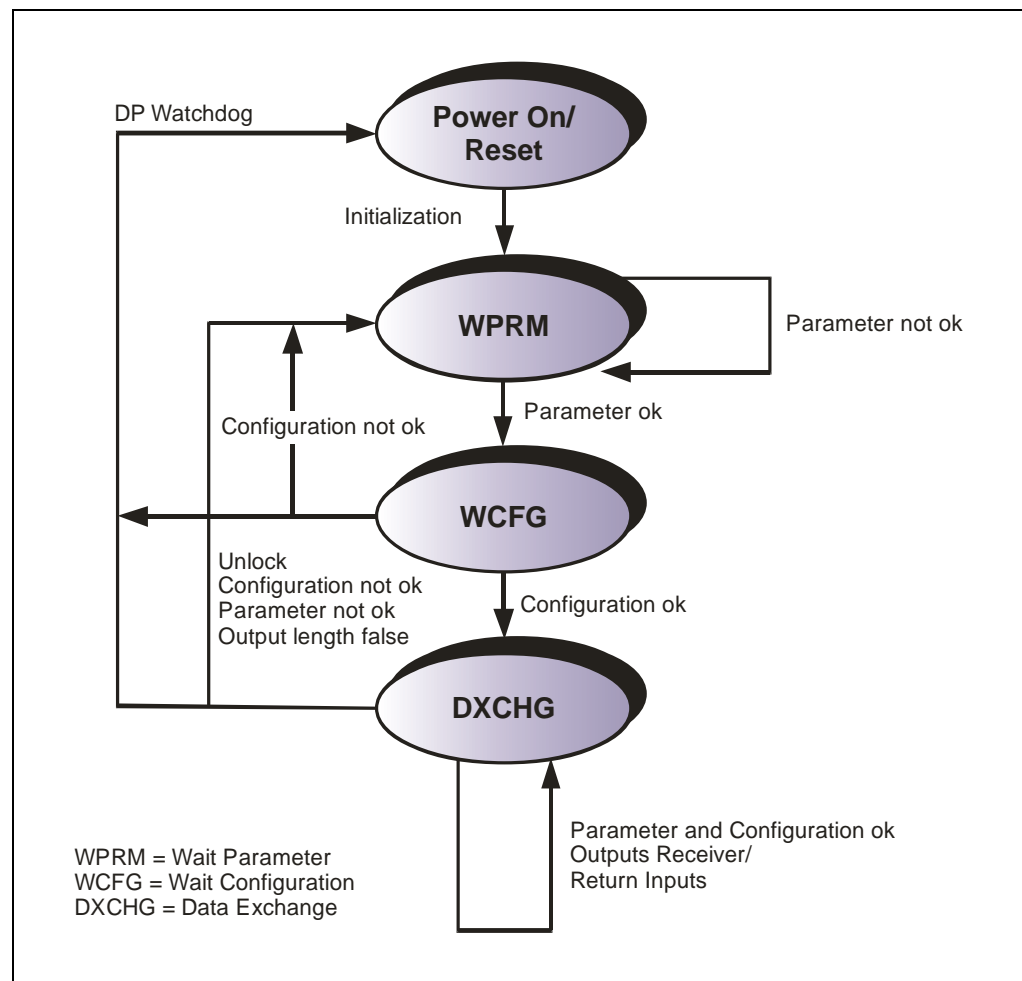 DP Watchdog
Power On/
Reset
Initialization
WPRM
Parameter not ok
Parameter ok
Configuration not ok
WCFG
Unlock
Configuration not ok
Parameter not ok
Output length false
Configuration ok
DXCHG
Parameter and Configuration ok
Outputs Receiver/
Return Inputs
WPRM = Wait Parameter
WCFG = Wait Configuration
DXCHG = Data Exchange